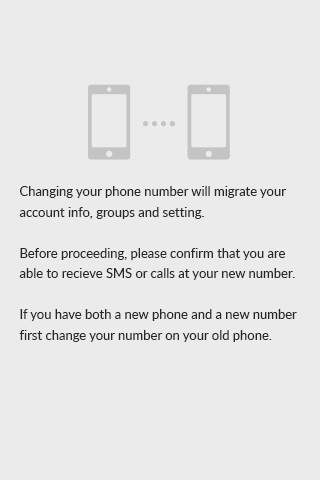 Changing your phone number will migrate your
account info, groups and setting.
Before proceeding, please confirm that you are
able to recieve SMS or calls at your new number.
If you have both a new phone and a new number
first change your number on your old phone.